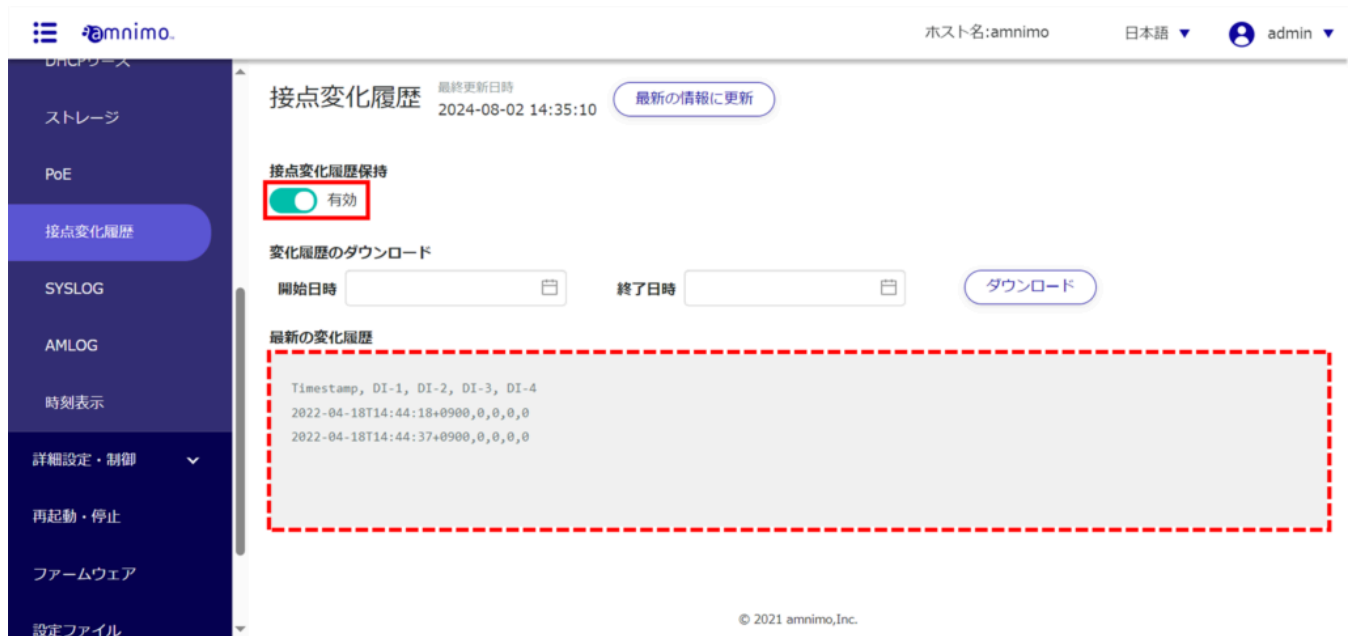 amnimo
ホスト名:amnimo
日本語 ▼
admin ▼
DHCPリース
ストレージ
PoE
接点変化履歴
SYSLOG
AMLOG
時刻表示
詳細設定・制御
再起動・停止
ファームウェア
設定ファイル
接点変化履歴
最終更新日時
2024-08-02 14:35:10
最新の情報に更新
接点変化履歴保持
有効
変化履歴のダウンロード
開始日時
終了日時
ダウンロード
最新の変化履歴
Timestamp, DI-1, DI-2, DI-3, DI-4
2022-04-18T14:44:18+0900,0,0,0,0
2022-04-18T14:44:37+0900,0,0,0,0
© 2021 amnimo,Inc.